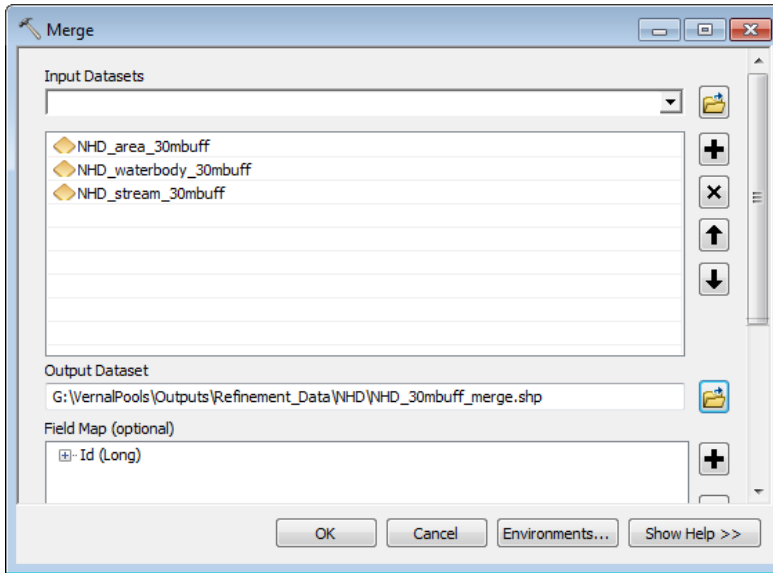 Merge
Input Datasets
NHD_area_30mbuff
NHD_waterbody_30mbuff
NHD_stream_30mbuff
Output Dataset
G:\VernalPools\Outputs\Refinement_Data\NHD\NHD_30mbuff_merge.shp
Field Map (optional)
Id (Long)
OK Cancel Environments... Show Help >>